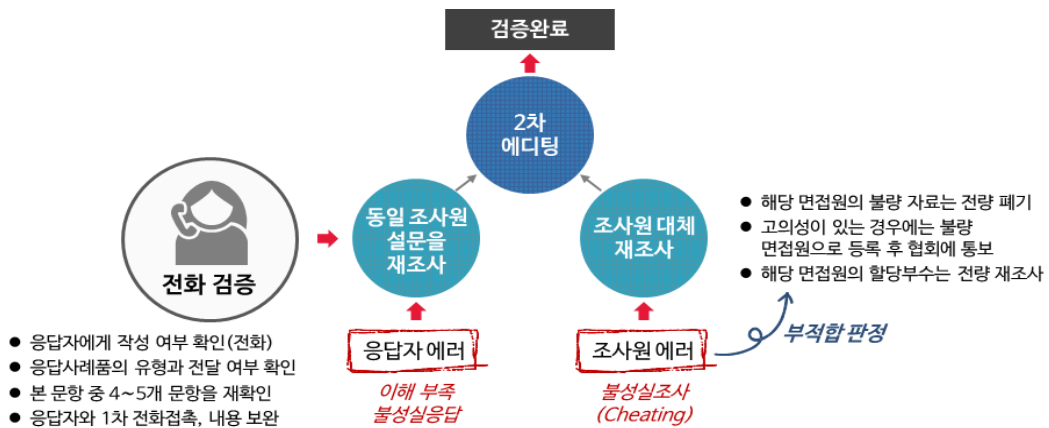 검증완료
2차
에디팅
전화 검증
동일 조사원
설문을
재조사
조사원 대체
재조사
● 해당 면접원의 불량 자료는 전량 폐기
● 고의성이 있는 경우에는 불량
면접원으로 등록 후 협회에 통보
● 해당 면접원의 할당부수는 전량 재조사
● 응답자에게 작성 여부 확인(전화)
● 응답사례품의 유형과 전달 여부 확인
● 본 문항 중 4~5개 문항을 재확인
● 응답자와 1차 전화접촉, 내용 보완
응답자 에러
이해 부족
불성실응답
조사원 에러
불성실조사
(Cheating)
부적합 판정